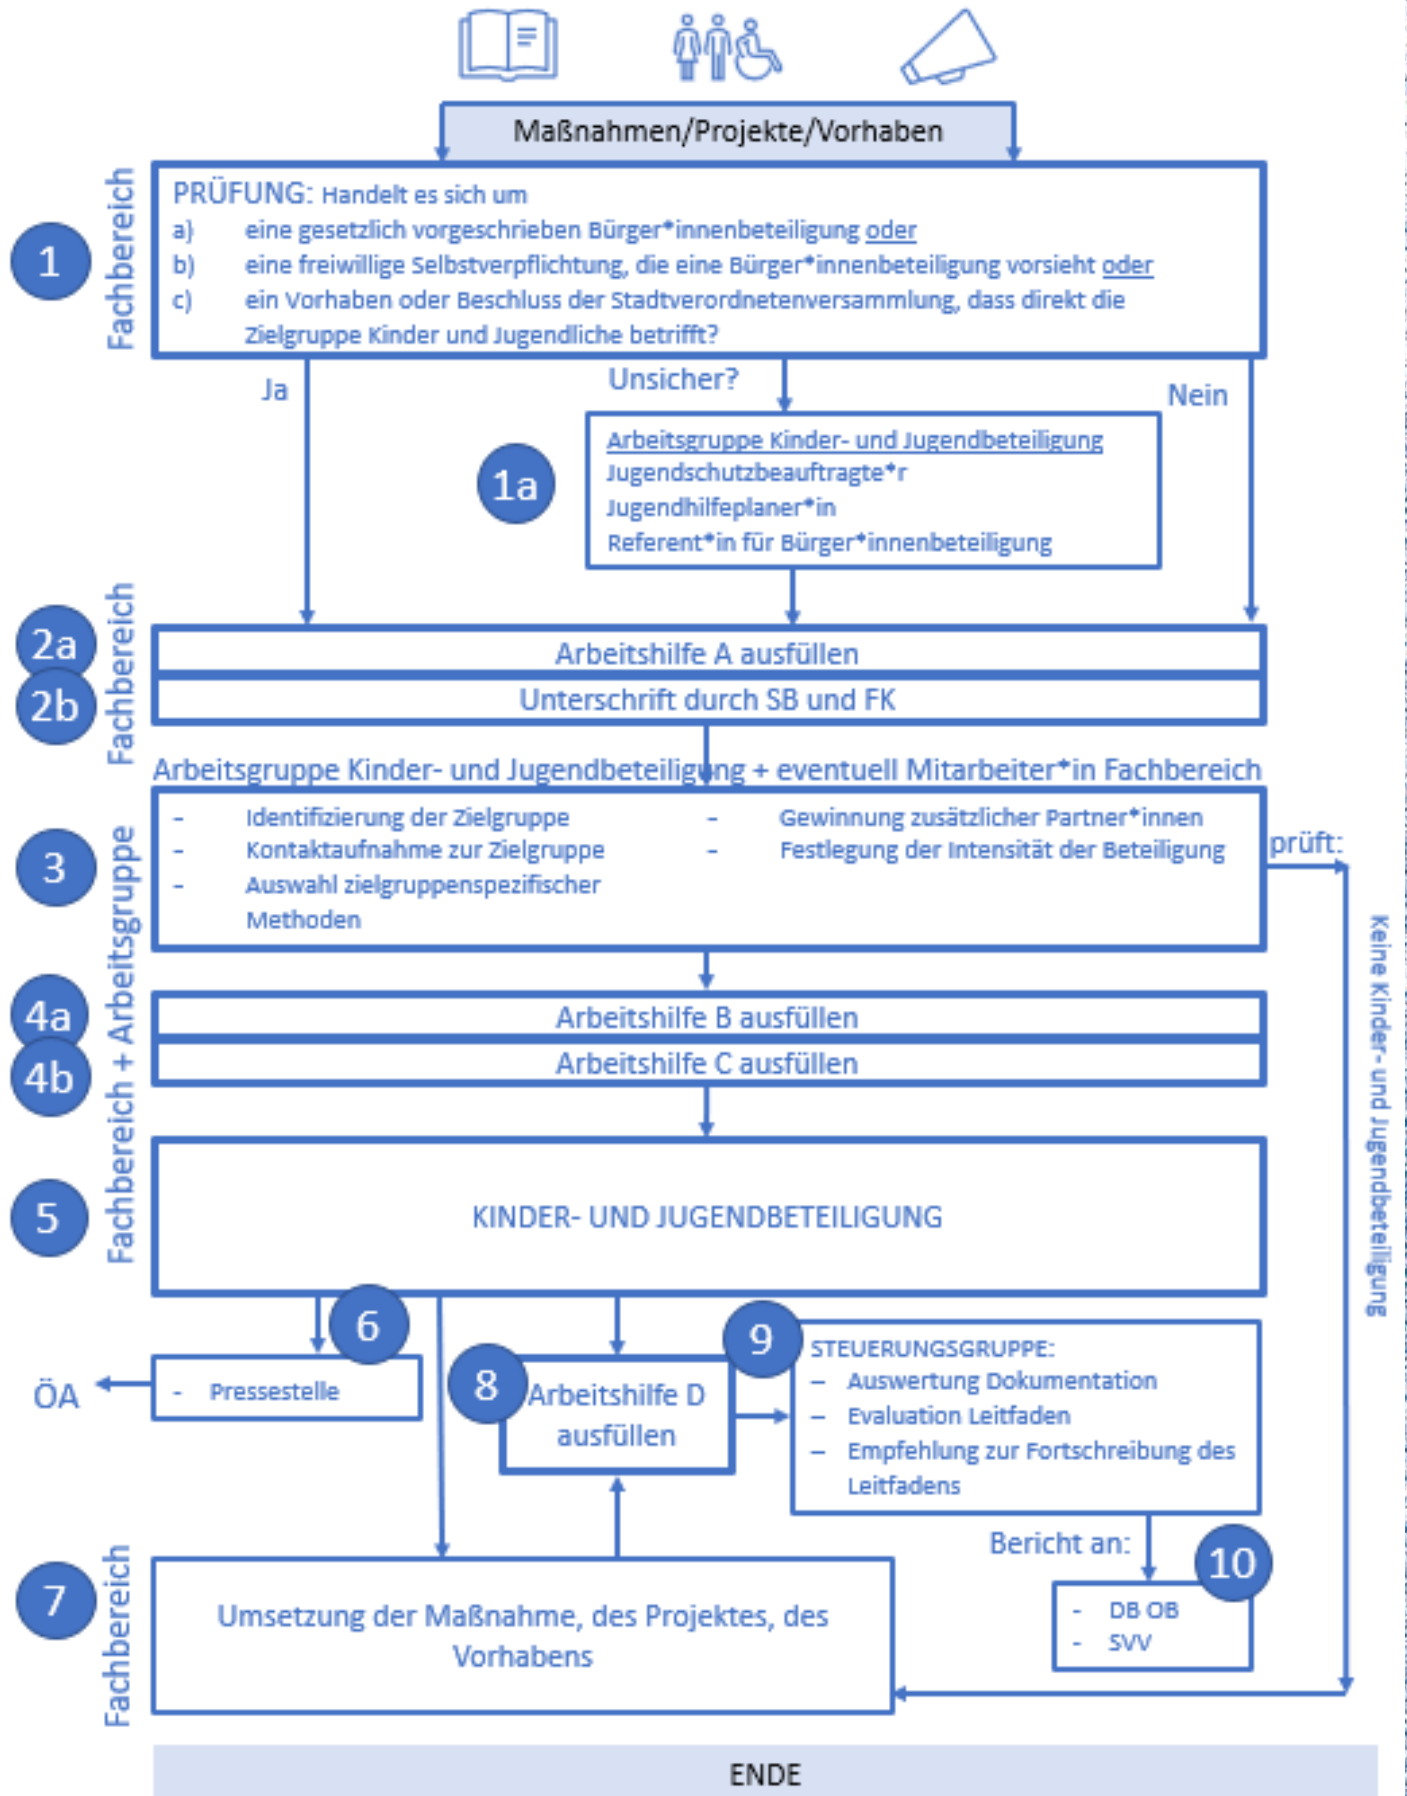 Maßnahmen/Projekte/Vorhaben
Fachbereich
1
PRÜFUNG: Handelt es sich um
a) eine gesetzlich vorgeschrieben Bürger*innenbeteiligung oder
b) eine freiwillige Selbstverpflichtung, die eine Bürger*innenbeteiligung vorsieht oder
c) ein Vorhaben oder Beschluss der Stadtverordnetenversammlung, dass direkt die
Zielgruppe Kinder und Jugendliche betrifft?
Ja
Unsicher?
Nein
1a
Arbeitsgruppe Kinder- und Jugendbeteiligung
Jugendschutzbeauftragte*r
Jugendhilfeplaner*in
Referent*in für Bürger*innenbeteiligung
Fachbereich
2a
Arbeitshilfe A ausfüllen
2b
Unterschrift durch SB und FK
Arbeitsgruppe Kinder- und Jugendbeteiligung + eventuell Mitarbeiter*in Fachbereich
Fachbereich + Arbeitsgruppe
3
- Identifizierung der Zielgruppe
- Kontaktaufnahme zur Zielgruppe
- Auswahl zielgruppenspezifischer
Methoden
- Gewinnung zusätzlicher Partner*innen
- Festlegung der Intensität der Beteiligung
prüft:
Keine Kinder- und Jugendbeteiligung
4a
Arbeitshilfe B ausfüllen
4b
Arbeitshilfe C ausfüllen
5
KINDER- UND JUGENDBETEILIGUNG
6
- Pressestelle
ÖA
8
Arbeitshilfe D
ausfüllen
9
STEUERUNGSGRUPPE:
– Auswertung Dokumentation
– Evaluation Leitfaden
– Empfehlung zur Fortschreibung des
Leitfadens
Bericht an:
10
- DB OB
- SVV
Fachbereich
7
Umsetzung der Maßnahme, des Projektes, des
Vorhabens
ENDE